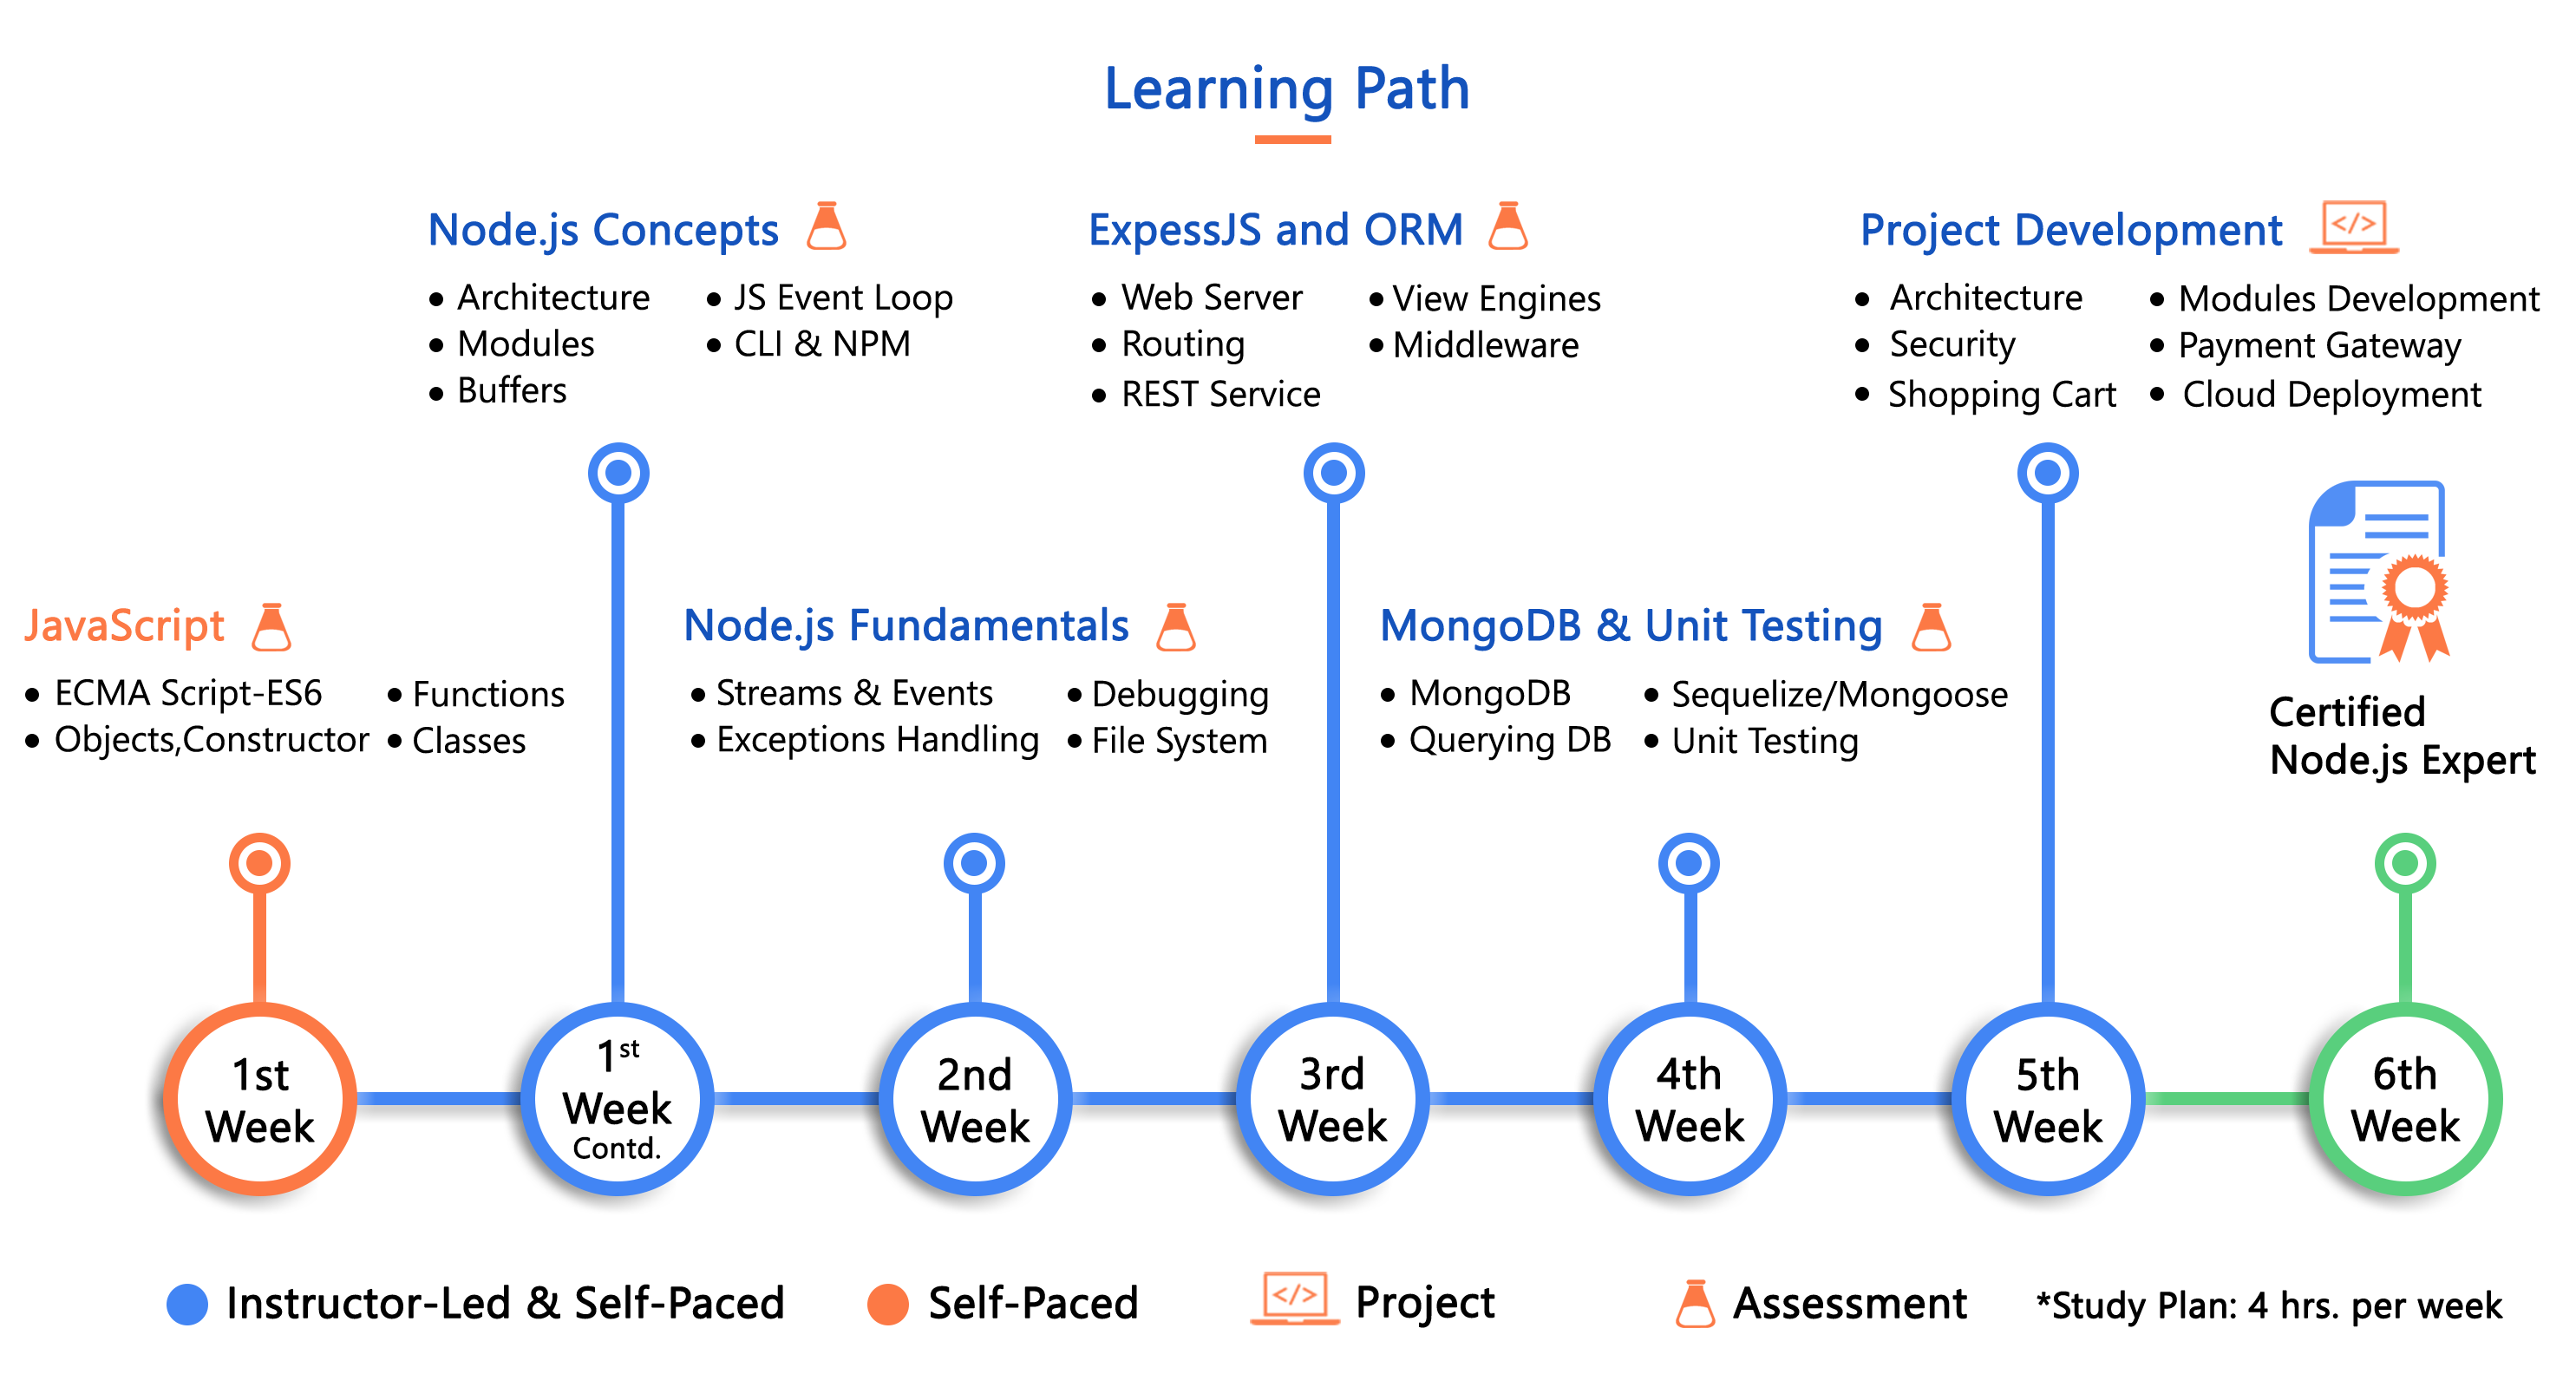 Learning Path
Node.js Concepts
• Architecture
• Modules
• Buffers
• JS Event Loop
• CLI & NPM
ExpessJS and ORM
• Web Server
• Routing
• REST Service
• View Engines
• Middleware
Project Development
</>
• Architecture
• Security
• Shopping Cart
• Modules Development
• Payment Gateway
• Cloud Deployment
JavaScript
• ECMA Script-ES6
• Objects,Constructor
• Functions
• Classes
Node.js Fundamentals
• Streams & Events
• Exceptions Handling
• Debugging
• File System
MongoDB & Unit Testing
• MongoDB
• Querying DB
• Sequelize/Mongoose
• Unit Testing
Certified
Node.js Expert
1st
Week
1st
Week
Contd.
2nd
Week
3rd
Week
4th
Week
5th
Week
6th
Week
Instructor-Led & Self-Paced
Self-Paced
</>
Project
Assessment
*Study Plan: 4 hrs. per week